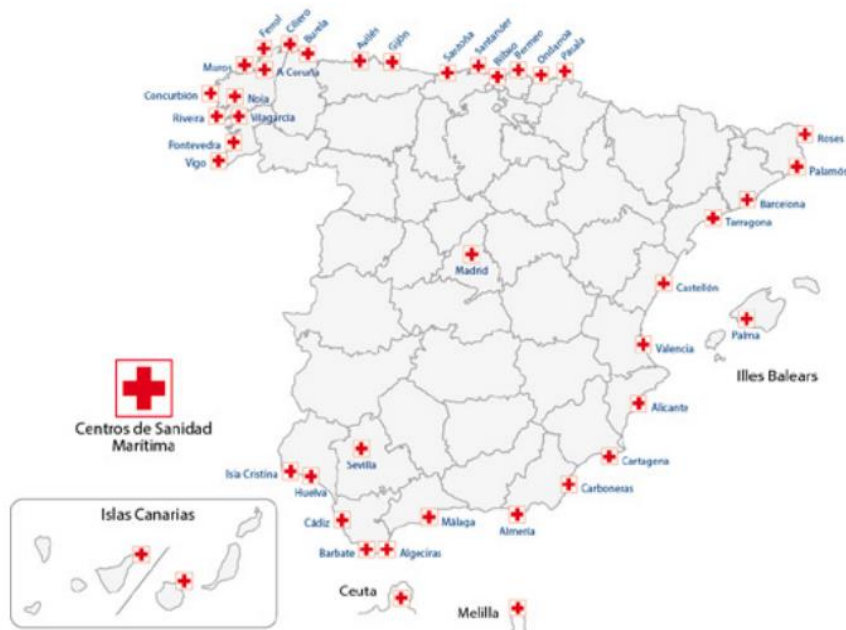 Ferrol
Cillero
Burela
Avilés
Gijón
Santoña
Santander
Bilbao
Bermeo
Ondarroa
Pasaia
Muros
A Coruña
Concurbión
Noia
Riveira
Vilagarcía
Pontevedra
Vigo
Roses
Palamós
Barcelona
Tarragona
Madrid
Castellón
Palma
Valencia
Illes Balears
Alicante
Centros de Sanidad
Marítima
Sevilla
Cartagena
Isla Cristina
Huelva
Carboneras
Islas Canarias
Cádiz
Málaga
Almería
Barbate
Algeciras
Ceuta
Melilla